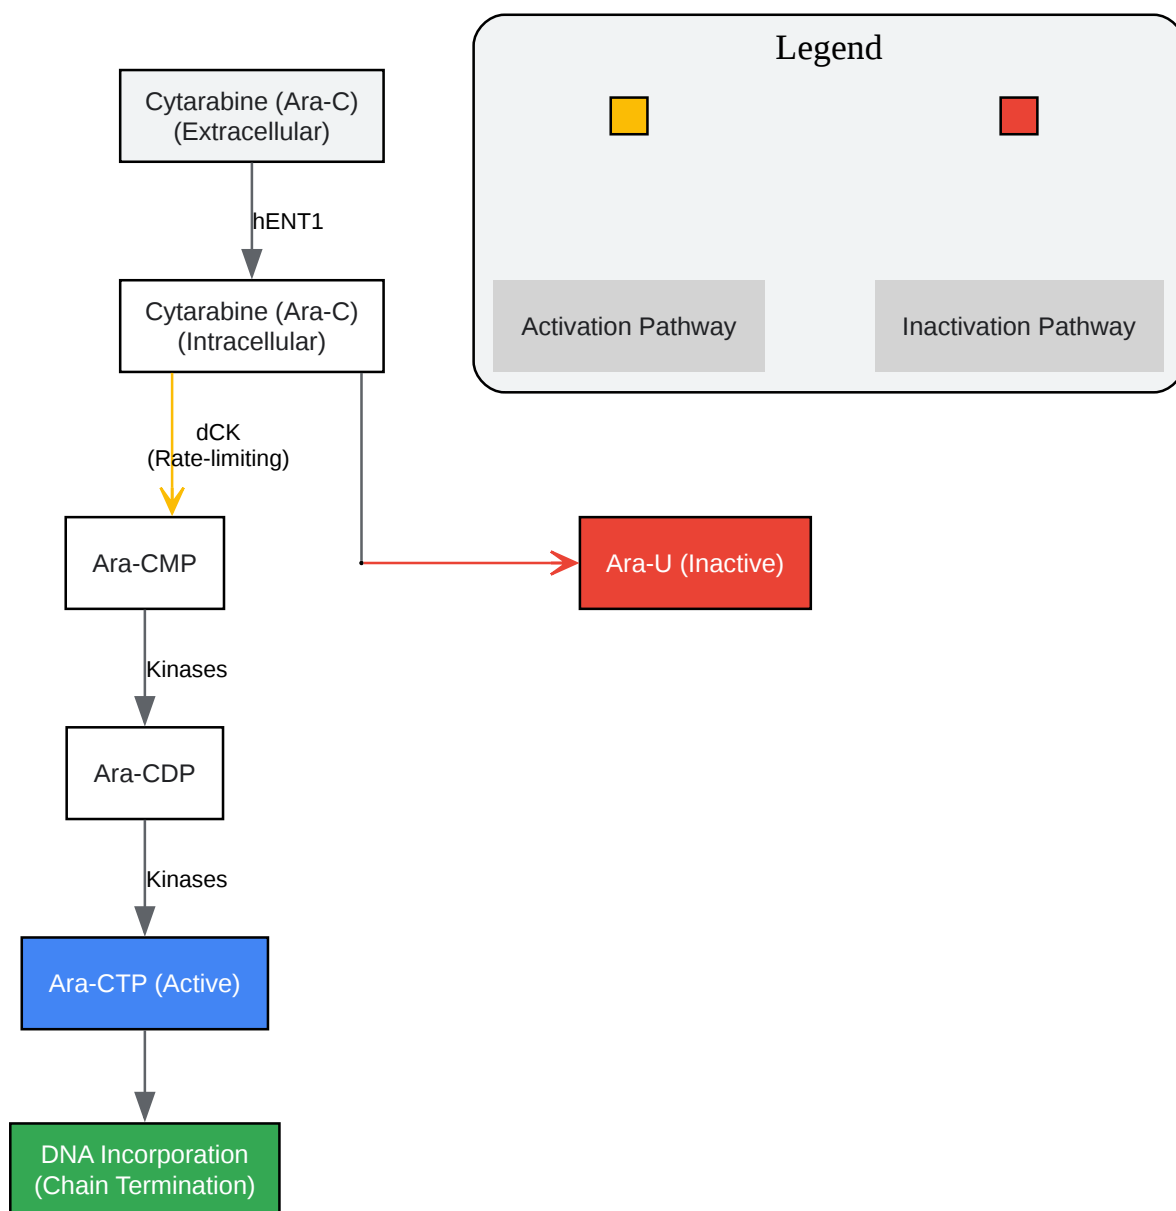 Legend
Cytarabine (Ara-C)
(Extracellular)
hENT1
Cytarabine (Ara-C)
(Intracellular)
Activation Pathway
Inactivation Pathway
dCK
(Rate-limiting)
Ara-CMP
Ara-U (Inactive)
Kinases
Ara-CDP
Kinases
Ara-CTP (Active)
DNA Incorporation
(Chain Termination)